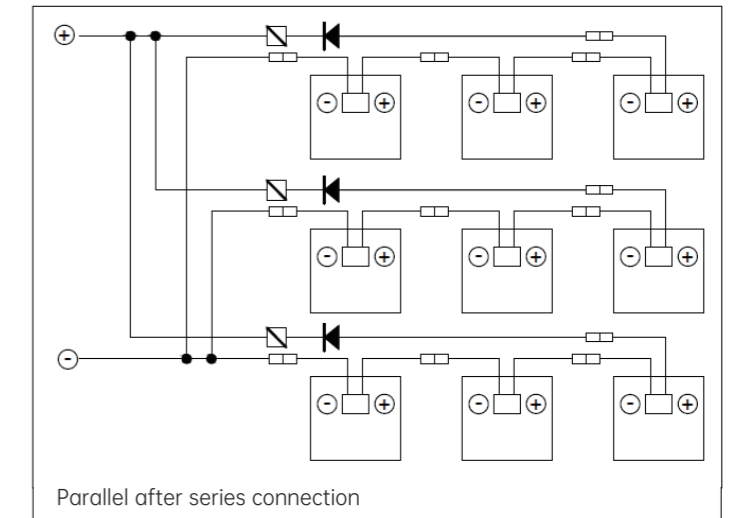 +
- + - + - +
- + - + - +
-
- + - + - +
Parallel after series connection